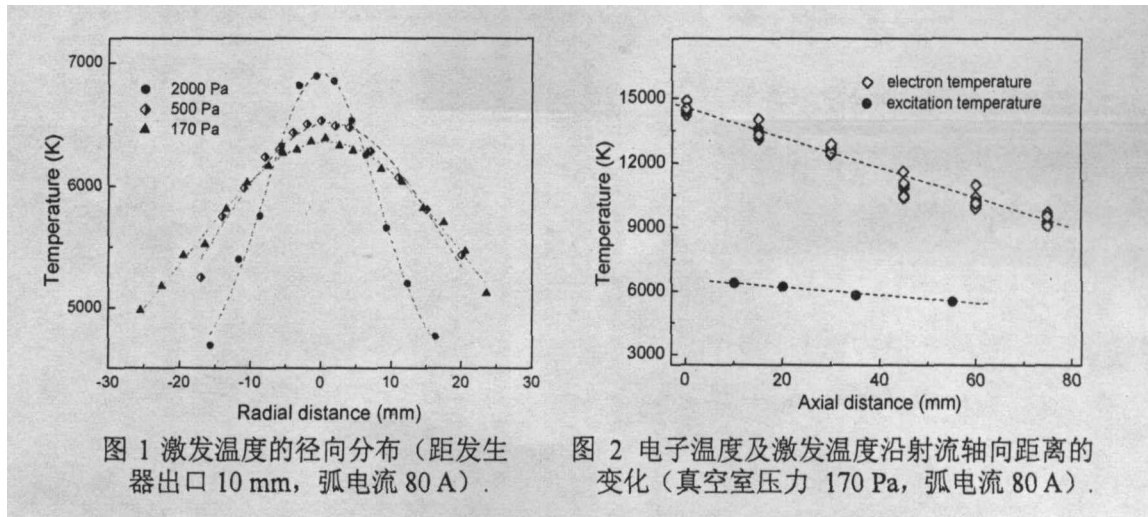 7000
6000
5000
Temperature (K)
2000 Pa
500 Pa
170 Pa
-30 -20 -10 0 10 20 30
Radial distance (mm)
图 1 激发温度的径向分布（距发生
器出口 10 mm，弧电流 80 A）.
15000
12000
9000
6000
3000
Temperature (K)
electron temperature
excitation temperature
0 20 40 60 80
Axial distance (mm)
图 2 电子温度及激发温度沿射流轴向距离的
变化（真空室压力 170 Pa，弧电流 80 A）.